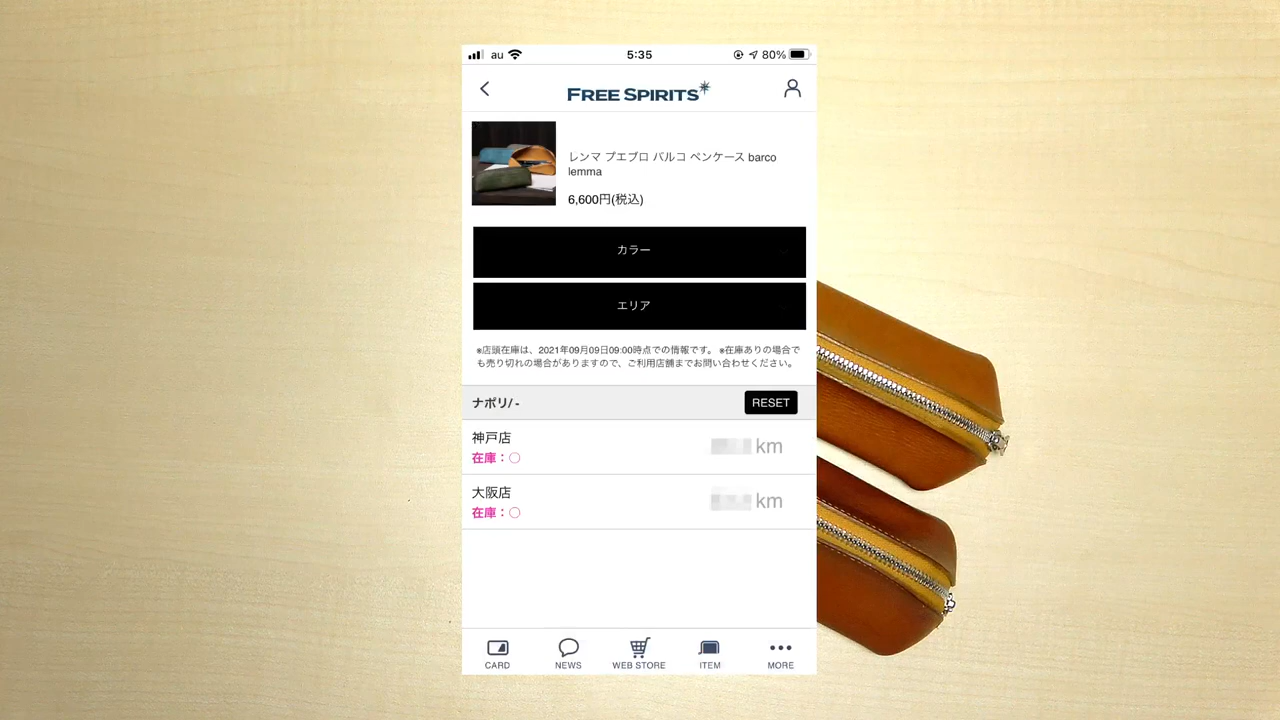 au 5:35 80%
FREE SPIRITS
レンマ プエブロ バルコ ペンケース barco
lemma
6,600円(税込)
カラー
エリア
※店頭在庫は、2021年09月09日09:00時点での情報です。 ※在庫ありの場合で
も売り切れの場合がありますので、ご利用店舗までお問い合わせください。
ナポリ/ -
RESET
神戸店
km
在庫：○
大阪店
km
在庫：○
CARD
NEWS
WEB STORE
ITEM
MORE